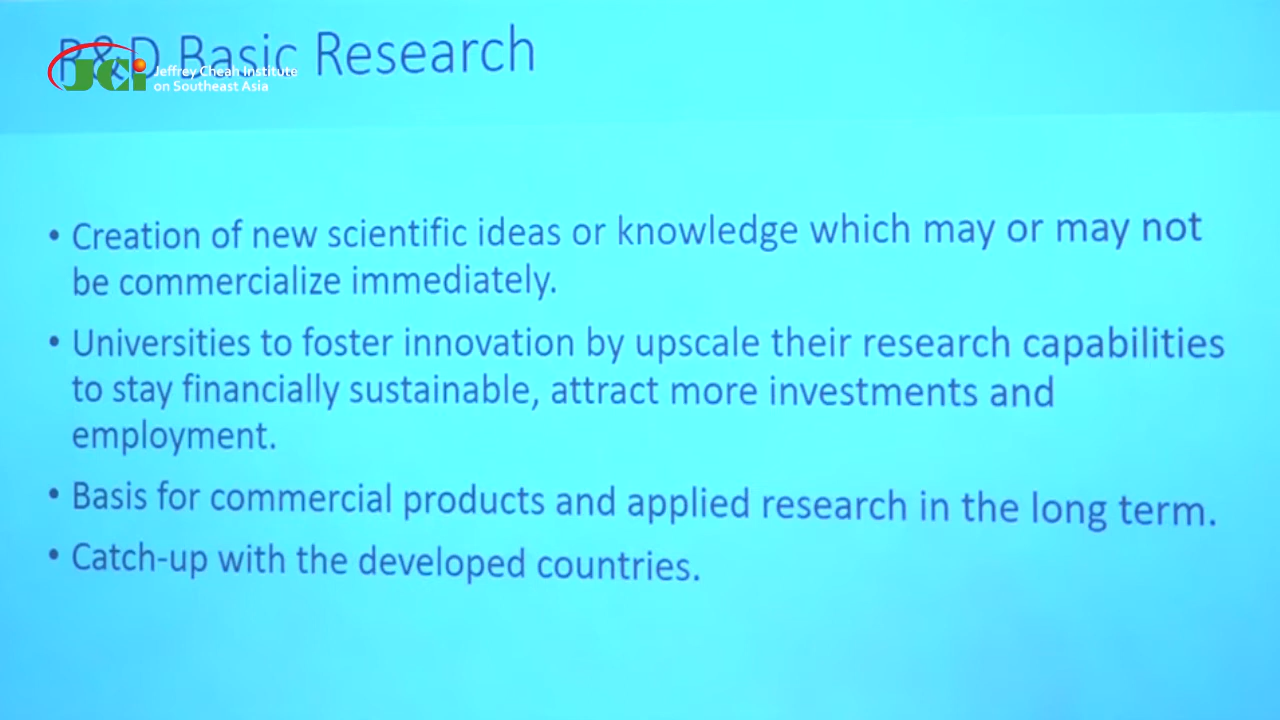 R&D Basic Research
JCi
Jeffrey Cheah Institute
on Southeast Asia
• Creation of new scientific ideas or knowledge which may or may not
be commercialize immediately.
• Universities to foster innovation by upscale their research capabilities
to stay financially sustainable, attract more investments and
employment.
• Basis for commercial products and applied research in the long term.
• Catch-up with the developed countries.